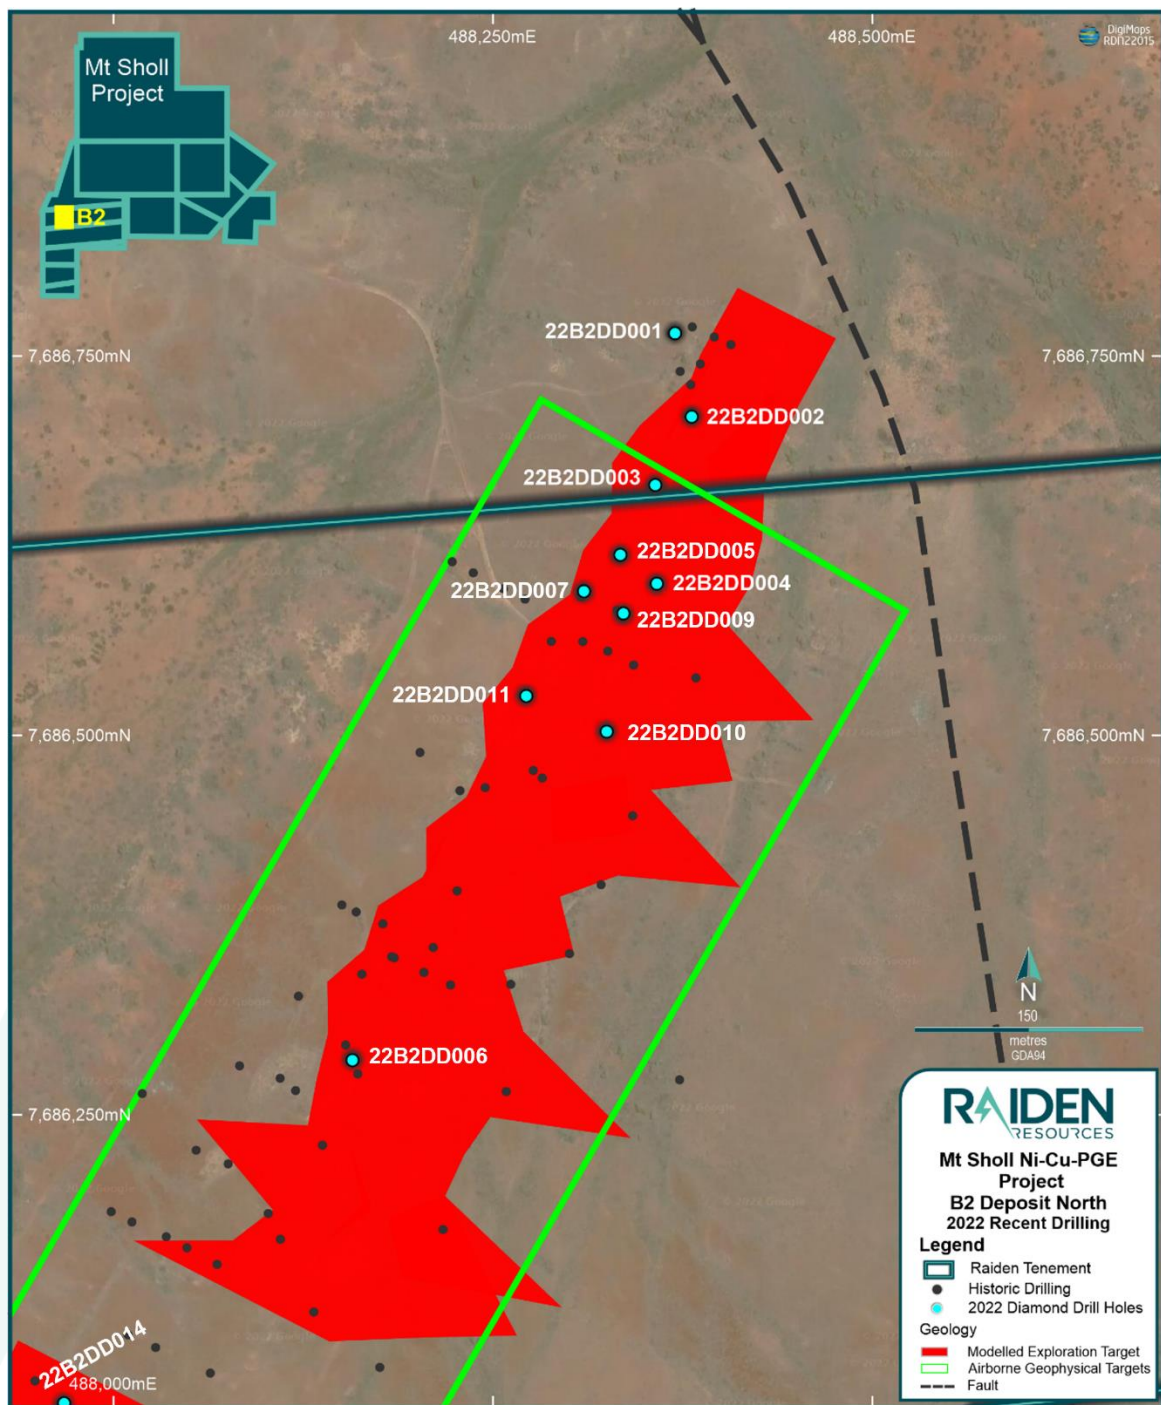 488,250mE
488,500mE
DigiMaps
RDN22015
Mt Sholl
Project
B2
22B2DD001
7,686,750mN
7,686,750mN
22B2DD002
22B2DD003
22B2DD005
22B2DD004
22B2DD007
22B2DD009
22B2DD011
22B2DD010
7,686,500mN
7,686,500mN
N
150
metres
GDA94
22B2DD006
7,686,250mN
RAIDEN
RESOURCES
Mt Sholl Ni-Cu-PGE
Project
B2 Deposit North
2022 Recent Drilling
Legend
Raiden Tenement
Historic Drilling
2022 Diamond Drill Holes
Geology
Modelled Exploration Target
Airborne Geophysical Targets
Fault
22B2DD014
488,000mE